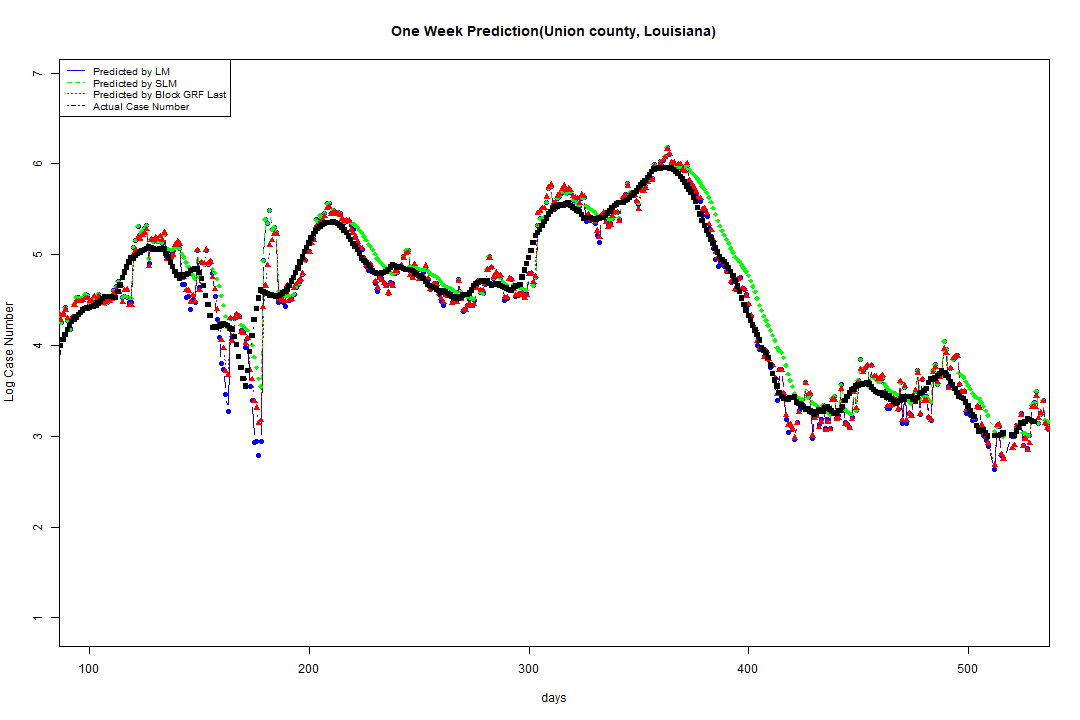 One Week Prediction(Union county, Louisiana)
Predicted by LM
Predicted by SLM
Predicted by Block GRF Last
Actual Case Number
7
6
5
4
3
2
1
Log Case Number
100 200 300 400 500
days